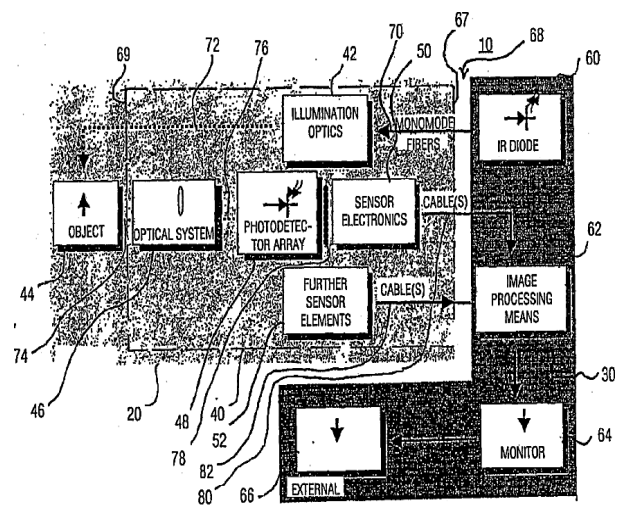 67
70 50
10
69 72 76 42 68 60
ILLUMINATION
OPTICS
MONOMODE
FIBERS
IR DIODE
OBJECT
OPTICAL SYSTEM
PHOTODETEC-
TOR ARRAY
SENSOR
ELECTRONICS
CABLE(S)
62
44
FURTHER
SENSOR
ELEMENTS
CABLE(S)
IMAGE
PROCESSING
MEANS
74
30
46 20 48 78 40 52 82 80 66
MONITOR
64
EXTERNAL